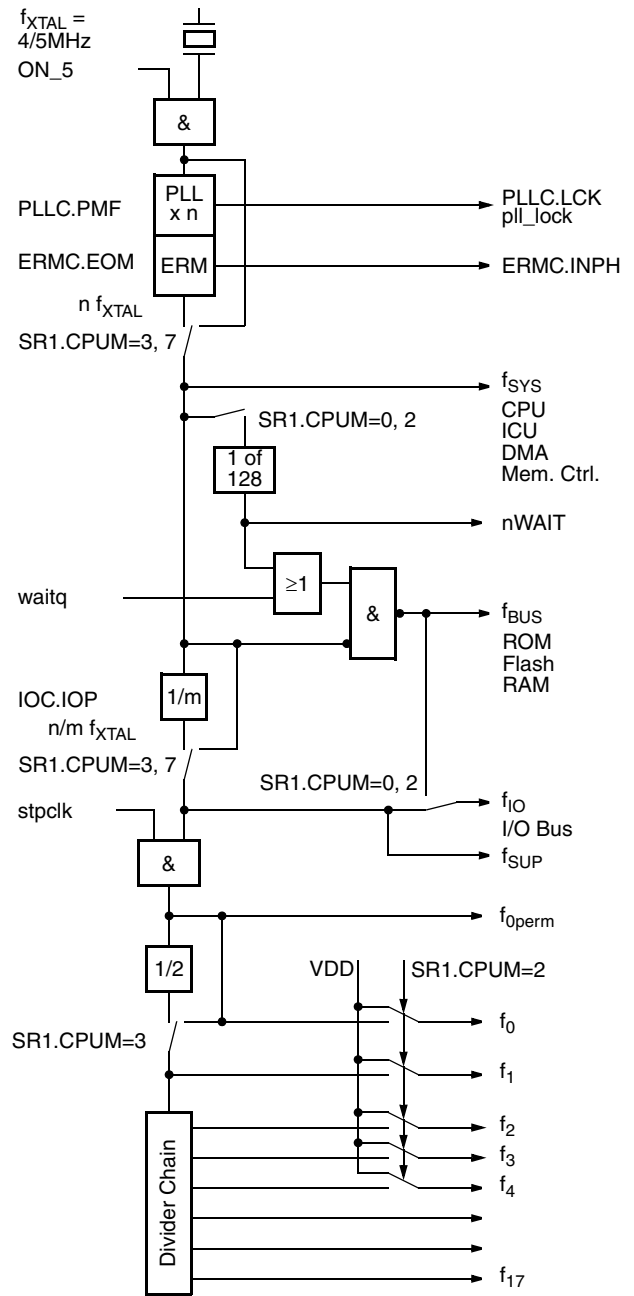 fXTAL =
4/5MHz
ON_5
&
PLLC.PMF
PLL
x n
PLLC.LCK
pll_lock
ERMC.EOM
ERM
ERMC.INPH
n fXTAL
SR1.CPUM=3, 7
fSYS
CPU
ICU
DMA
Mem. Ctrl.
SR1.CPUM=0, 2
1 of
128
nWAIT
≥1
waitq
&
fBUS
ROM
Flash
RAM
IOC.IOP
1/m
n/m fXTAL
SR1.CPUM=3, 7
SR1.CPUM=0, 2
stpclk
fIO
I/O Bus
&
fSUP
f0perm
1/2
VDD
SR1.CPUM=2
SR1.CPUM=3
f0
f1
Divider Chain
f2
f3
f4
f17